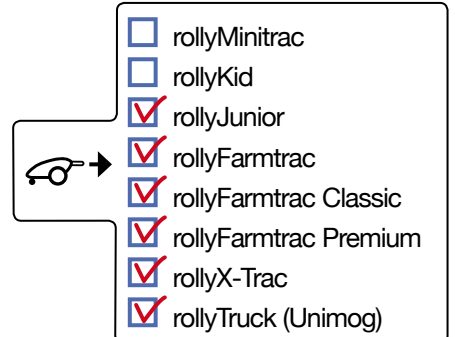 rollyMinitrac
rollyKid
rollyJunior
rollyFarmtrac
rollyFarmtrac Classic
rollyFarmtrac Premium
rollyX-Trac
rollyTruck (Unimog)